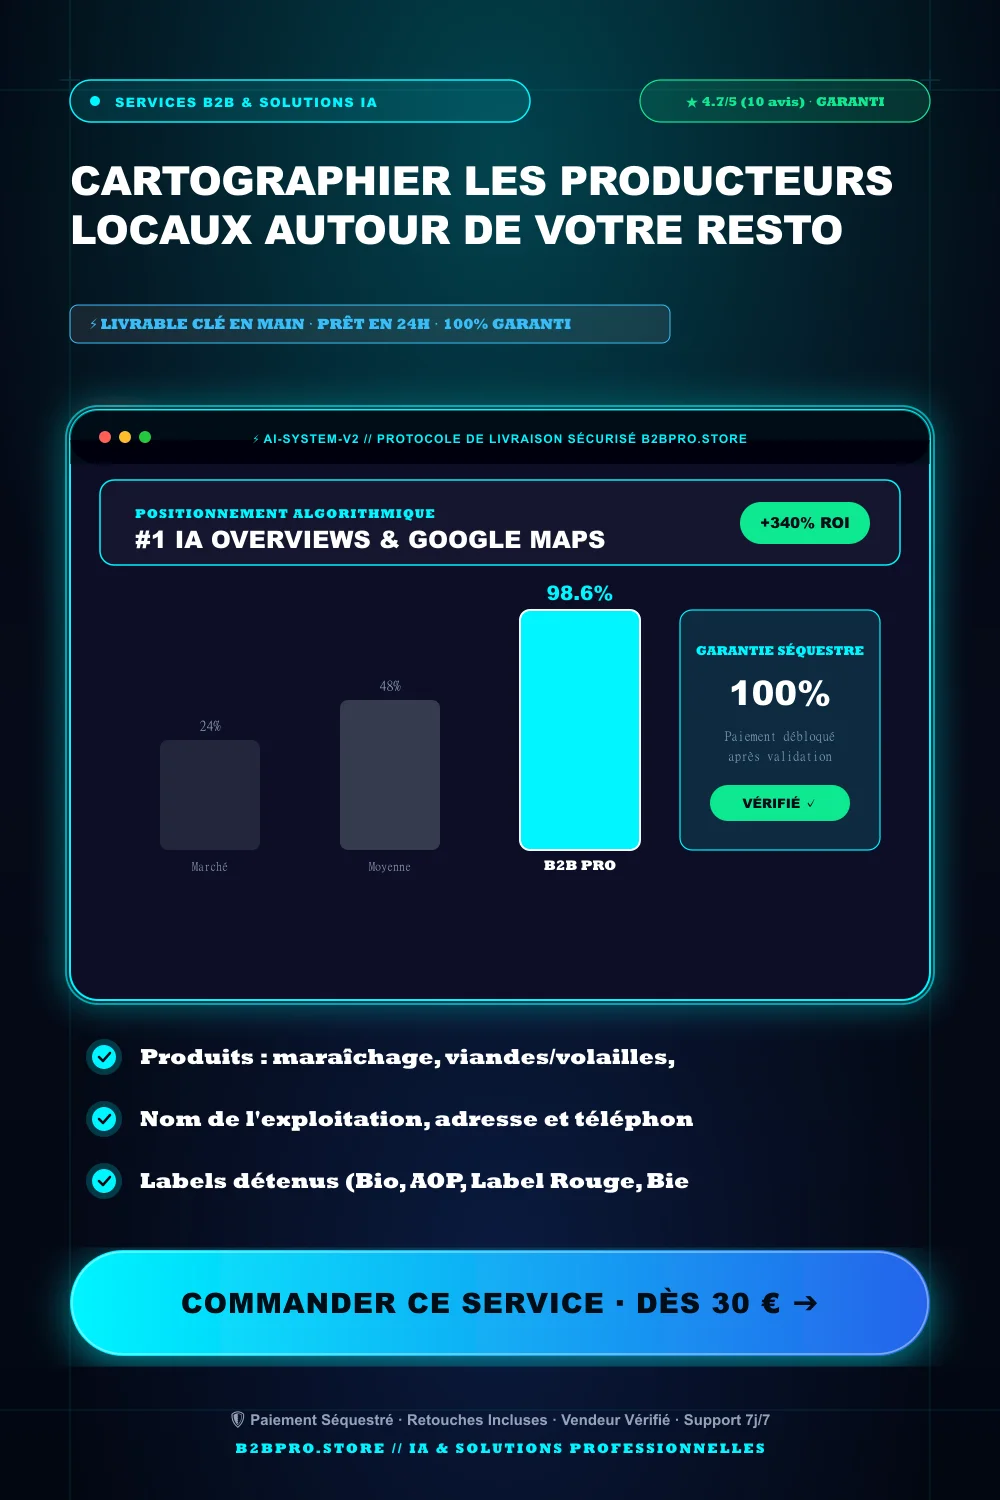 SERVICES B2B & SOLUTIONS IA
★ 4.7/5 (10 avis) · GARANTI
CARTOGRAPHIER LES PRODUCTEURS
LOCAUX AUTOUR DE VOTRE RESTO
⚡ LIVRABLE CLÉ EN MAIN · PRÊT EN 24H · 100% GARANTI
⚡ AI-SYSTEM-V2 // PROTOCOLE DE LIVRAISON SÉCURISÉ B2BPRO.STORE
POSITIONNEMENT ALGORITHMIQUE
#1 IA OVERVIEWS & GOOGLE MAPS
+340% ROI
24%
Marché
48%
Moyenne
98.6%
B2B PRO
GARANTIE SÉQUESTRE
100%
Paiement débloqué
après validation
VÉRIFIÉ ✓
Produits : maraîchage, viandes/volailles,
Nom de l'exploitation, adresse et téléphon
Labels détenus (Bio, AOP, Label Rouge, Bie
COMMANDER CE SERVICE · DÈS 30 € →
🛡 Paiement Séquestré · Retouches Incluses · Vendeur Vérifié · Support 7j/7
B2BPRO.STORE // IA & SOLUTIONS PROFESSIONNELLES